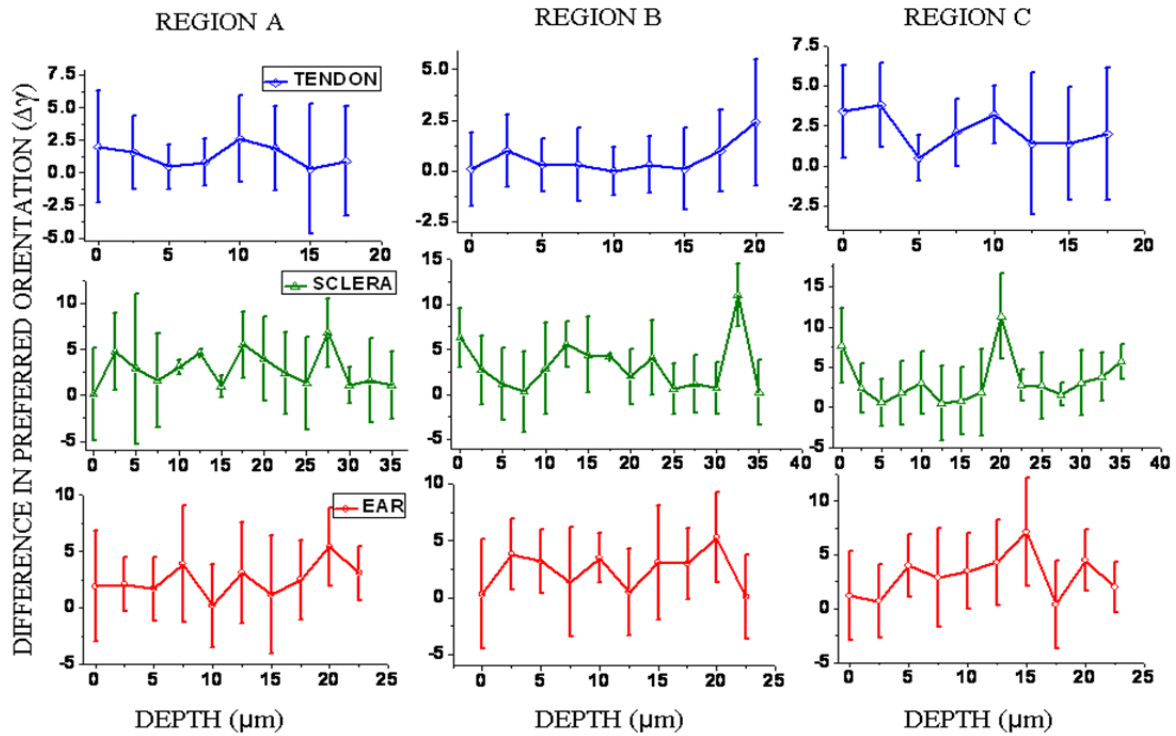 REGION A
REGION B
REGION C
DIFFERENCE IN PREFERRED ORIENTATION (Δγ)
7.5
5.0
2.5
0.0
-2.5
-5.0
TENDON
0 5 10 15 20
5.0
2.5
0.0
-2.5
0 5 10 15 20
7.5
5.0
2.5
0.0
-2.5
0 5 10 15 20
10
5
0
-5
SCLERA
0 5 10 15 20 25 30 35
15
10
5
0
-5
0 5 10 15 20 25 30 35 40
15
10
5
0
-5
0 5 10 15 20 25 30 35 40
10
5
0
-5
EAR
0 5 10 15 20 25
10
5
0
-5
0 5 10 15 20 25
10
5
0
-5
0 5 10 15 20 25
DEPTH (µm)
DEPTH (µm)
DEPTH (µm)